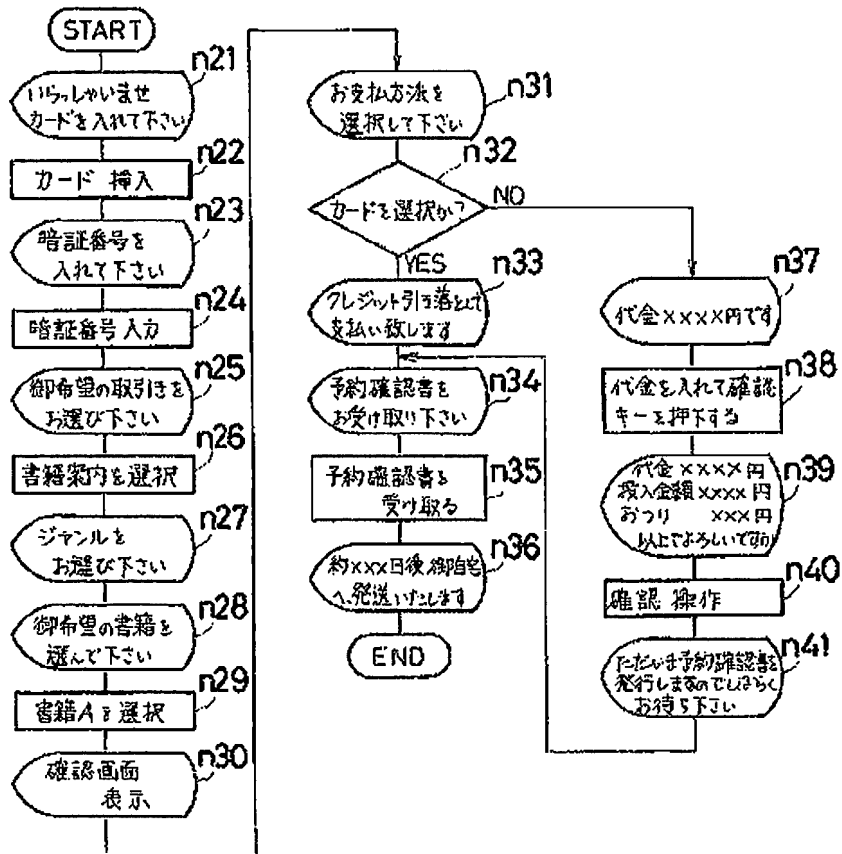 START
n21
いらっしゃいませ
カードを入れて下さい
n22
カード 挿入
n23
暗証番号を
入れて下さい
n24
暗証番号入力
n25
御希望の取引きを
お選び下さい
n26
書籍案内を選択
n27
ジャンルを
お選び下さい
n28
御希望の書籍を
選んで下さい
n29
書籍Aを選択
n30
確認画面
表示
n31
お支払方法を
選択して下さい
n32
カードを選択か?
NO
YES
n33
クレジット引き落として
支払い致します
n34
予約確認書を
お受け取り下さい
n35
予約確認書を
受け取る
n36
約×××日後、御自宅
へ発送いたします
END
n37
代金××××円です
n38
代金を入れて確認
キーを押下する
n39
代金××××円
投入金額××××円
おつり ×××円
以上でよろしいですか
n40
確認 操作
n41
ただいま予約確認書を
発行しますのでしばらく
お待ち下さい